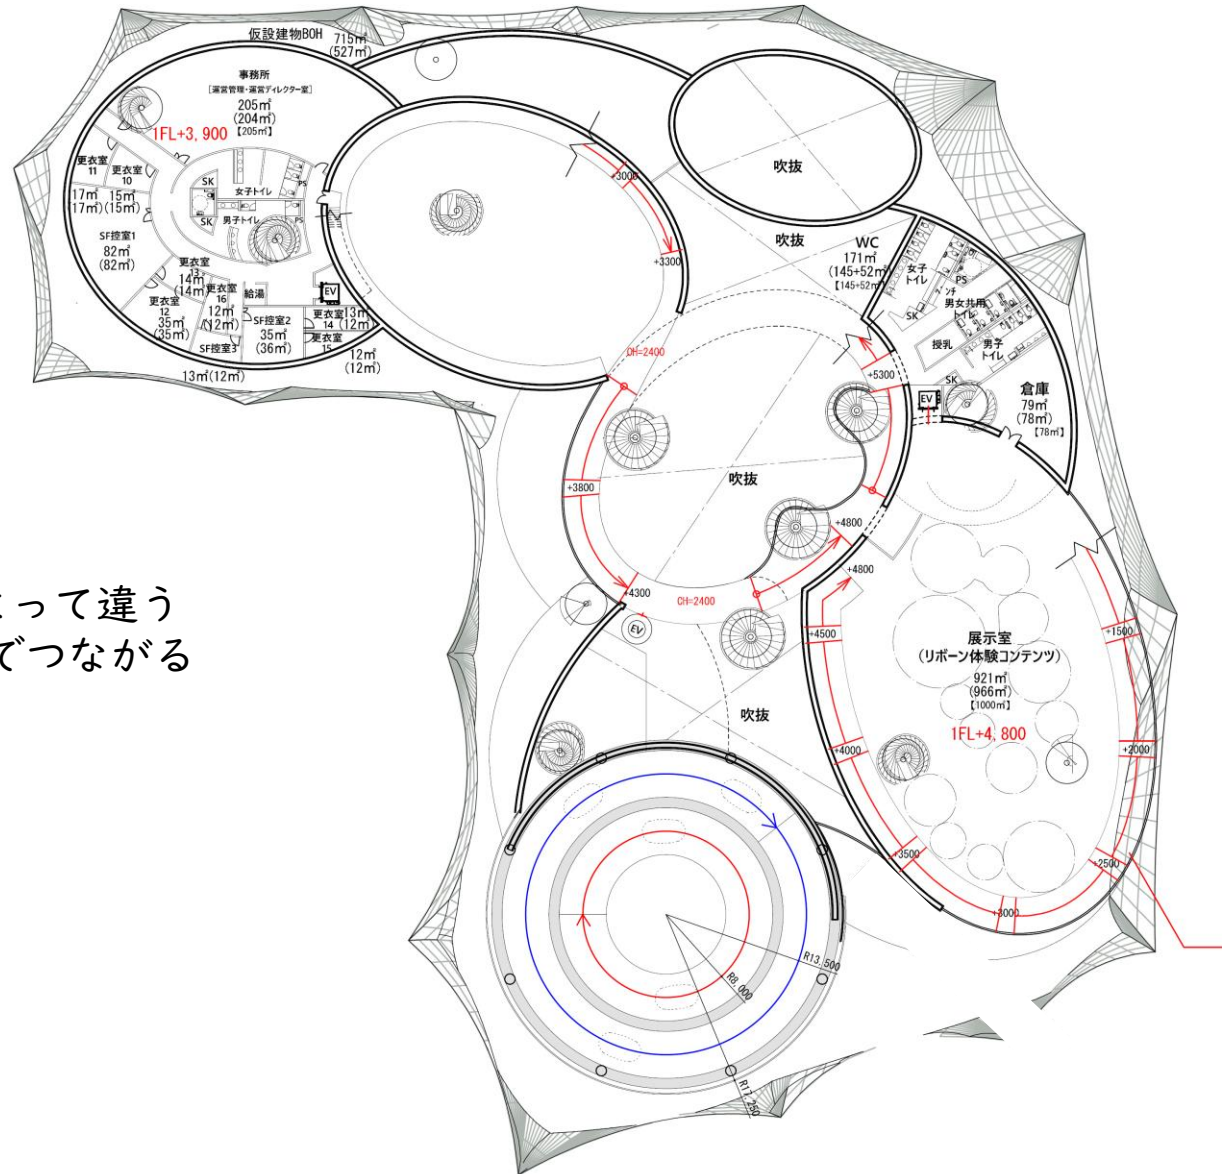 仮設建物BOH 715㎡
(527㎡)
事務所
[運営管理・運営ディレクター室]
205㎡
(204㎡)
【205㎡】
1FL+3,900
更衣室
11
更衣室
10
17㎡
(17㎡)
15㎡
(15㎡)
SK
女子トイレ
PS
SK
男子トイレ
PS
SF控室1
82㎡
(82㎡)
更衣室
13
14㎡
(14㎡)
更衣室
12
35㎡
(35㎡)
更衣室
16
12㎡
(12㎡)
給湯
EV
SF控室2
35㎡
(36㎡)
SF控室3
更衣室
14
13㎡
(12㎡)
更衣室
15
12㎡
(12㎡)
13㎡(12㎡)
+3000
+3300
吹抜
吹抜
WC
171㎡
(145+52㎡)
【145+52㎡】
女子
トイレ
PS
SK
男女共用
トイレ
授乳
男子
トイレ
SK
EV
倉庫
79㎡
(78㎡)
【78㎡】
CH=2400
+5300
+3800
吹抜
+4800
+4300
CH=2400
EV
+4800
+4500
よって違う
でつながる
展示室
(リボーン体験コンテンツ)
921㎡
(966㎡)
【1000㎡】
1FL+4,800
+1500
吹抜
+4000
+2000
+3500
+2500
+3000
R13,500
R8,000
R17,250